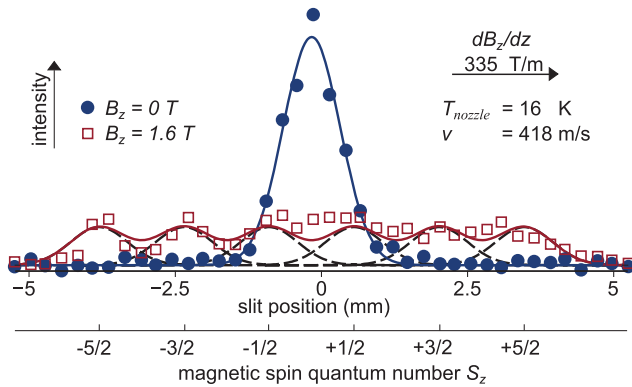 dB_z/dz
335 T/m
intensity
B_z = 0 T
B_z = 1.6 T
T_nozzle = 16 K
v = 418 m/s
−5 -2.5 0 2.5 5
slit position (mm)
-5/2 -3/2 -1/2 +1/2 +3/2 +5/2
magnetic spin quantum number S_z